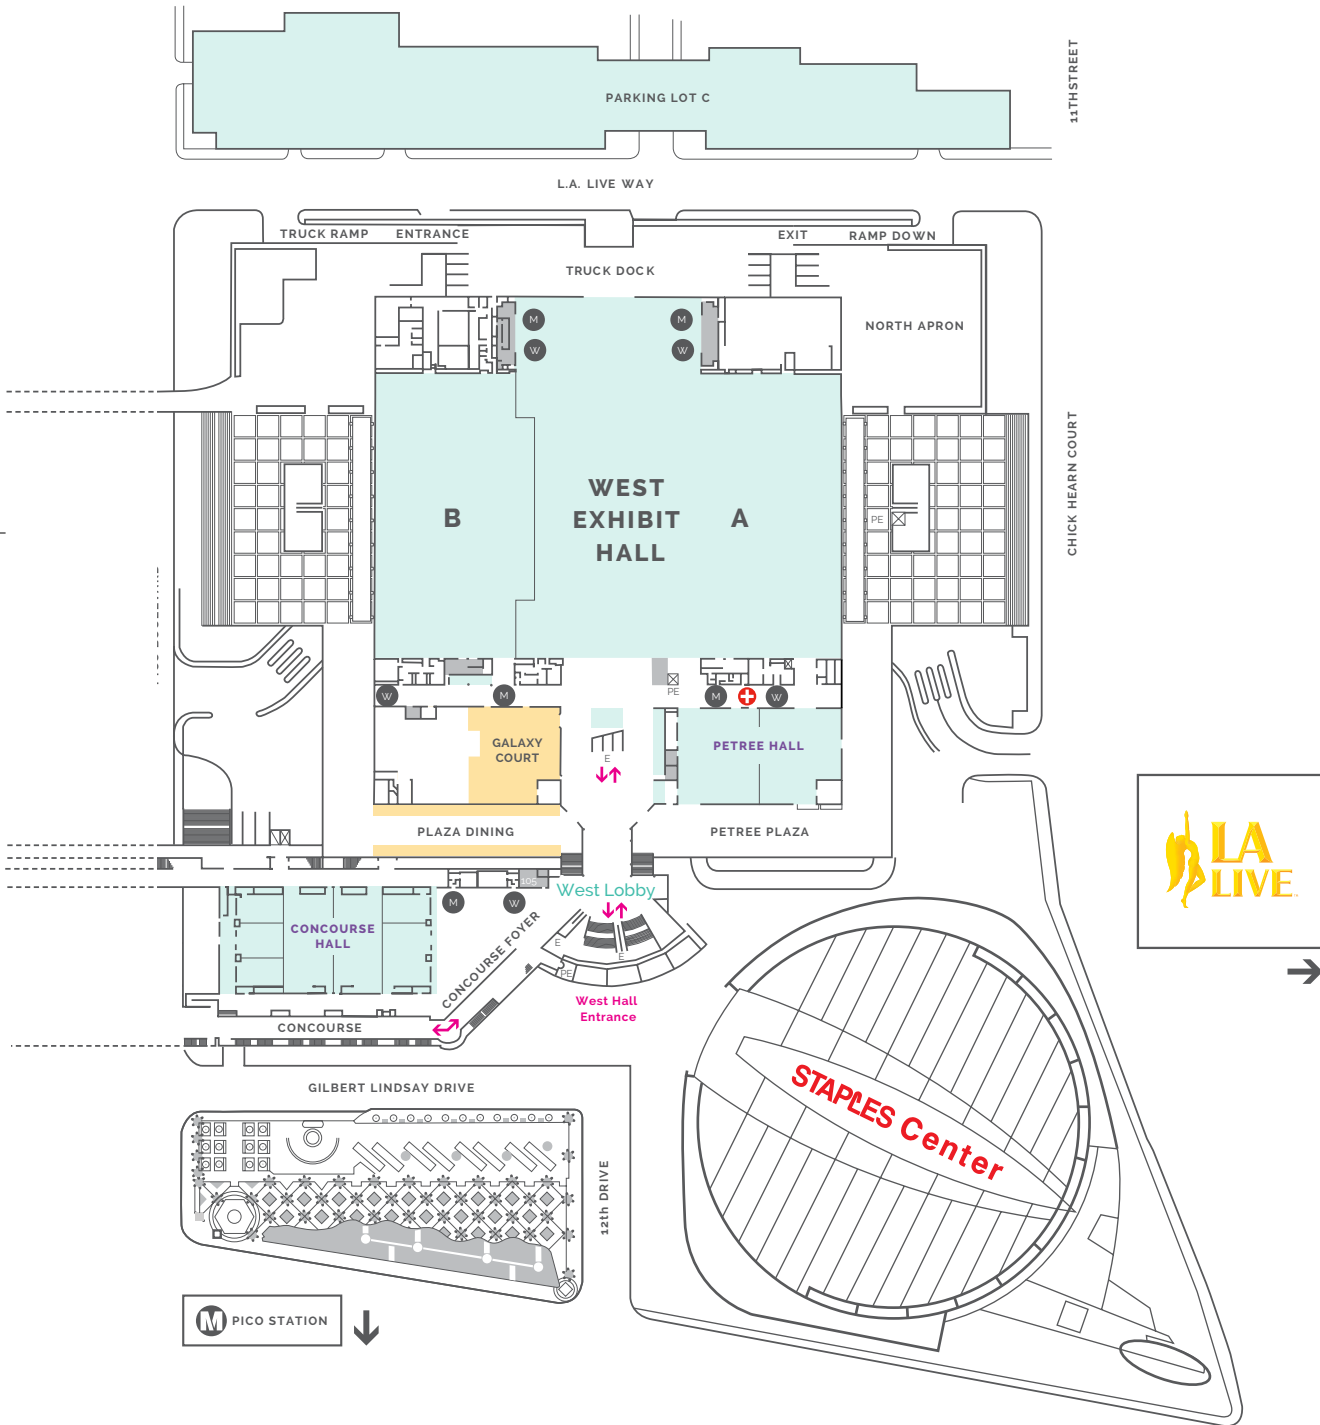 PARKING LOT C
11TH STREET
L.A. LIVE WAY
TRUCK RAMP
ENTRANCE
EXIT
RAMP DOWN
TRUCK DOCK
M
M
W
W
NORTH APRON
CHICK HEARN COURT
WEST
EXHIBIT
HALL
B
A
PE
W
M
PE
M
W
GALAXY
COURT
PETREE HALL
E
PLAZA DINING
PETREE PLAZA
LA
LIVE
105
West Lobby
M
W
CONCOURSE
HALL
CONCOURSE FOYER
E
E
PE
West Hall
Entrance
CONCOURSE
GILBERT LINDSAY DRIVE
STAPLES Center
12th DRIVE
M PICO STATION